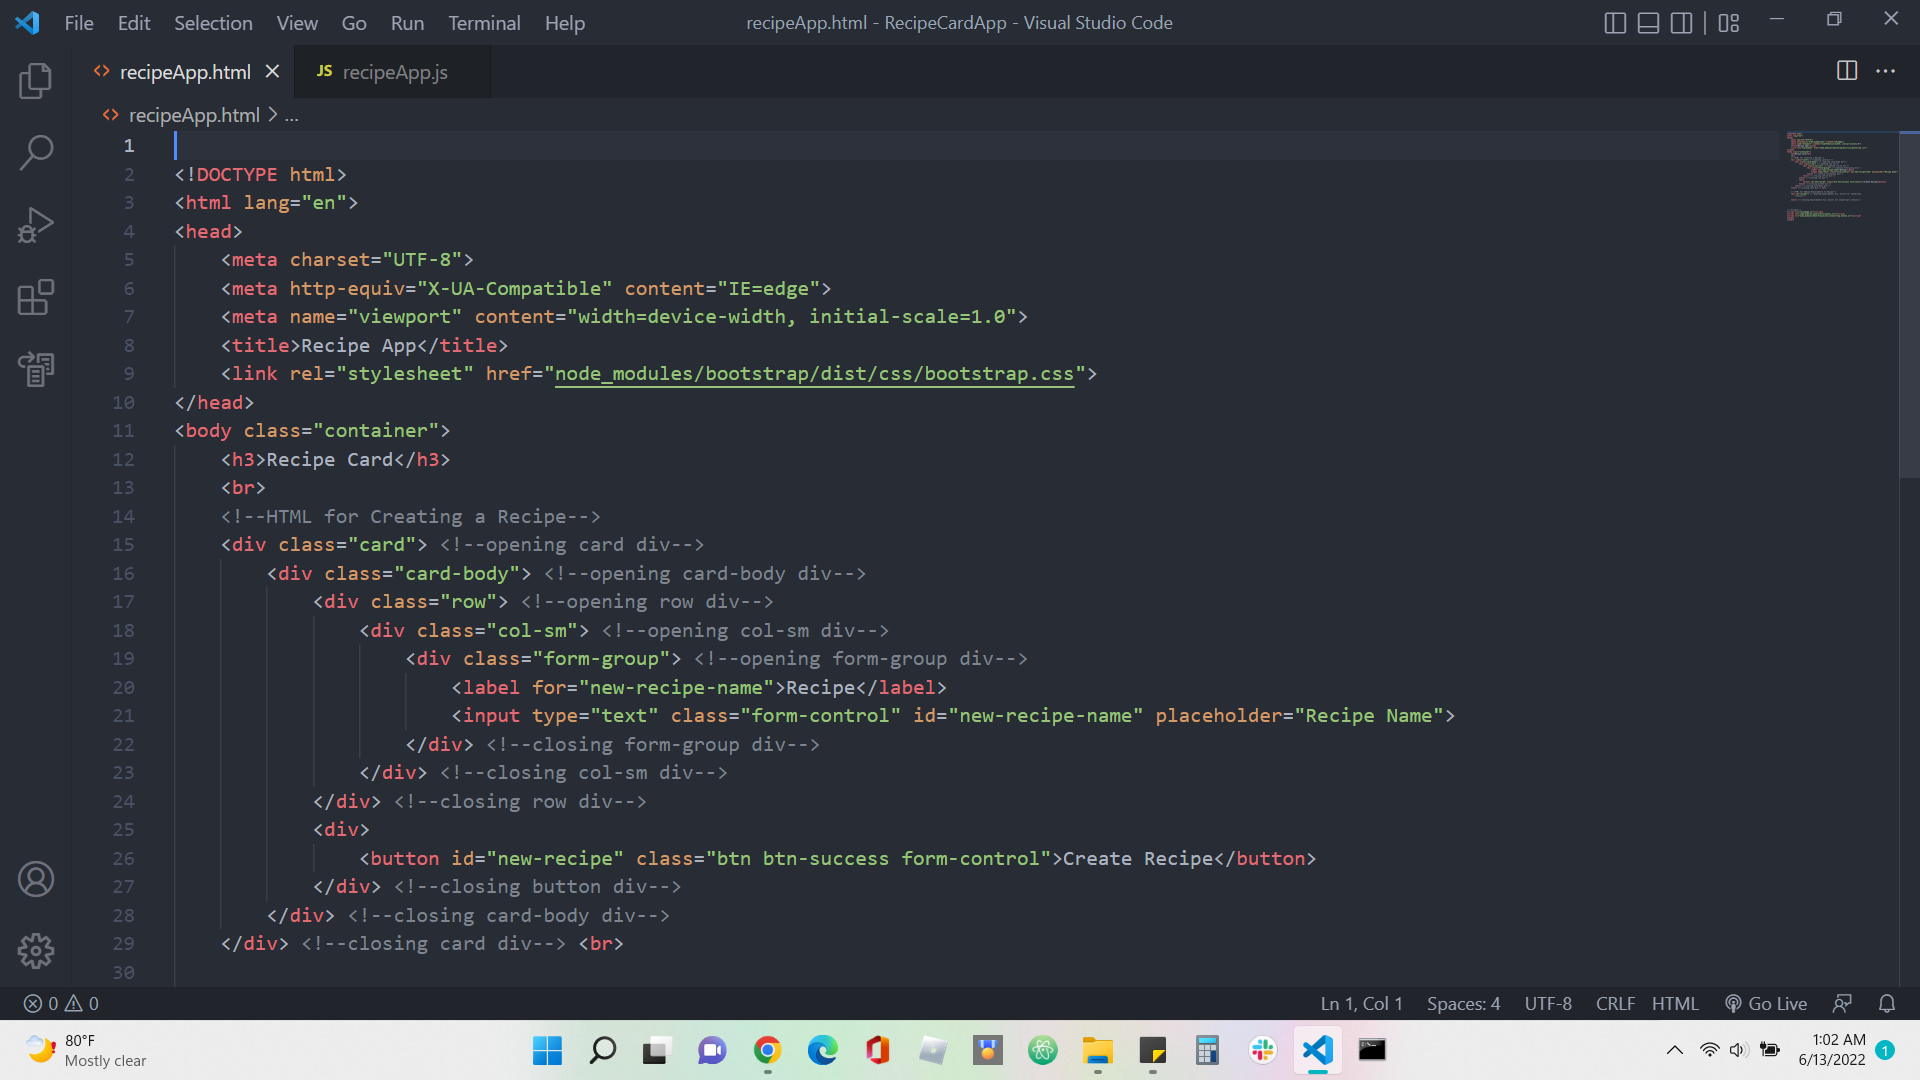 File Edit Selection View Go Run Terminal Help recipeApp.html - RecipeCardApp - Visual Studio Code
recipeApp.html JS recipeApp.js
recipeApp.html > ...
1
2 <!DOCTYPE html>
3 <html lang="en">
4 <head>
5 <meta charset="UTF-8">
6 <meta http-equiv="X-UA-Compatible" content="IE=edge">
7 <meta name="viewport" content="width=device-width, initial-scale=1.0">
8 <title>Recipe App</title>
9 <link rel="stylesheet" href="node_modules/bootstrap/dist/css/bootstrap.css">
10 </head>
11 <body class="container">
12 <h3>Recipe Card</h3>
13 <br>
14 <!--HTML for Creating a Recipe-->
15 <div class="card"> <!--opening card div-->
16 <div class="card-body"> <!--opening card-body div-->
17 <div class="row"> <!--opening row div-->
18 <div class="col-sm"> <!--opening col-sm div-->
19 <div class="form-group"> <!--opening form-group div-->
20 <label for="new-recipe-name">Recipe</label>
21 <input type="text" class="form-control" id="new-recipe-name" placeholder="Recipe Name">
22 </div> <!--closing form-group div-->
23 </div> <!--closing col-sm div-->
24 </div> <!--closing row div-->
25 <div>
26 <button id="new-recipe" class="btn btn-success form-control">Create Recipe</button>
27 </div> <!--closing button div-->
28 </div> <!--closing card-body div-->
29 </div> <!--closing card div--> <br>
30
0 0 Ln 1, Col 1 Spaces: 4 UTF-8 CRLF HTML Go Live
80°F
Mostly clear
1:02 AM
6/13/2022 1